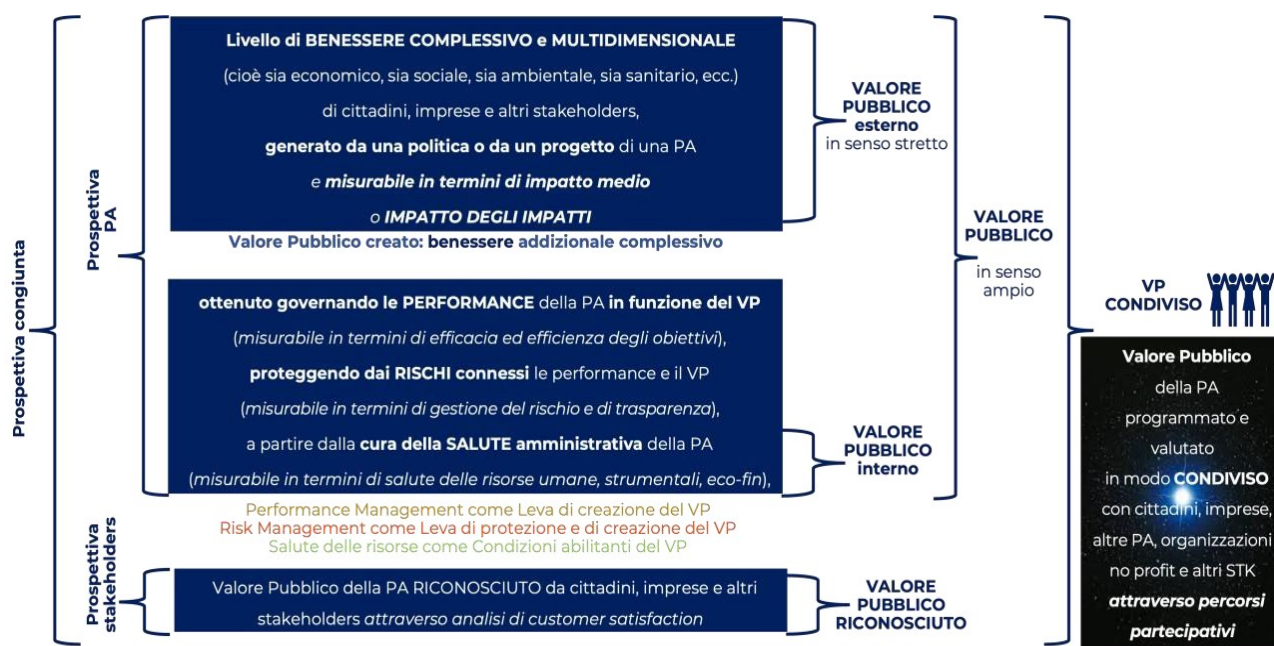 Prospettiva congiunta
Prospettiva
PA
Livello di BENESSERE COMPLESSIVO e MULTIDIMENSIONALE
(cioè sia economico, sia sociale, sia ambientale, sia sanitario, ecc.)
di cittadini, imprese e altri stakeholders,
generato da una politica o da un progetto di una PA
e misurabile in termini di impatto medio
o IMPATTO DEGLI IMPATTI
Valore Pubblico creato: benessere addizionale complessivo
VALORE
PUBBLICO
esterno
in senso stretto
ottenuto governando le PERFORMANCE della PA in funzione del VP
(misurabile in termini di efficacia ed efficienza degli obiettivi),
proteggendo dai RISCHI connessi le performance e il VP
(misurabile in termini di gestione del rischio e di trasparenza),
a partire dalla cura della SALUTE amministrativa della PA
(misurabile in termini di salute delle risorse umane, strumentali, eco-fin),
VALORE
PUBBLICO
interno
Performance Management come Leva di creazione del VP
Risk Management come Leva di protezione e di creazione del VP
Salute delle risorse come Condizioni abilitanti del VP
VALORE
PUBBLICO
in senso
ampio
Prospettiva
stakeholders
Valore Pubblico della PA RICONOSCIUTO da cittadini, imprese e altri
stakeholders attraverso analisi di customer satisfaction
VALORE
PUBBLICO
RICONOSCIUTO
VP
CONDIVISO
Valore Pubblico
della PA
programmato e
valutato
in modo CONDIVISO
con cittadini, imprese,
altre PA, organizzazioni
no profit e altri STK
attraverso percorsi
partecipativi